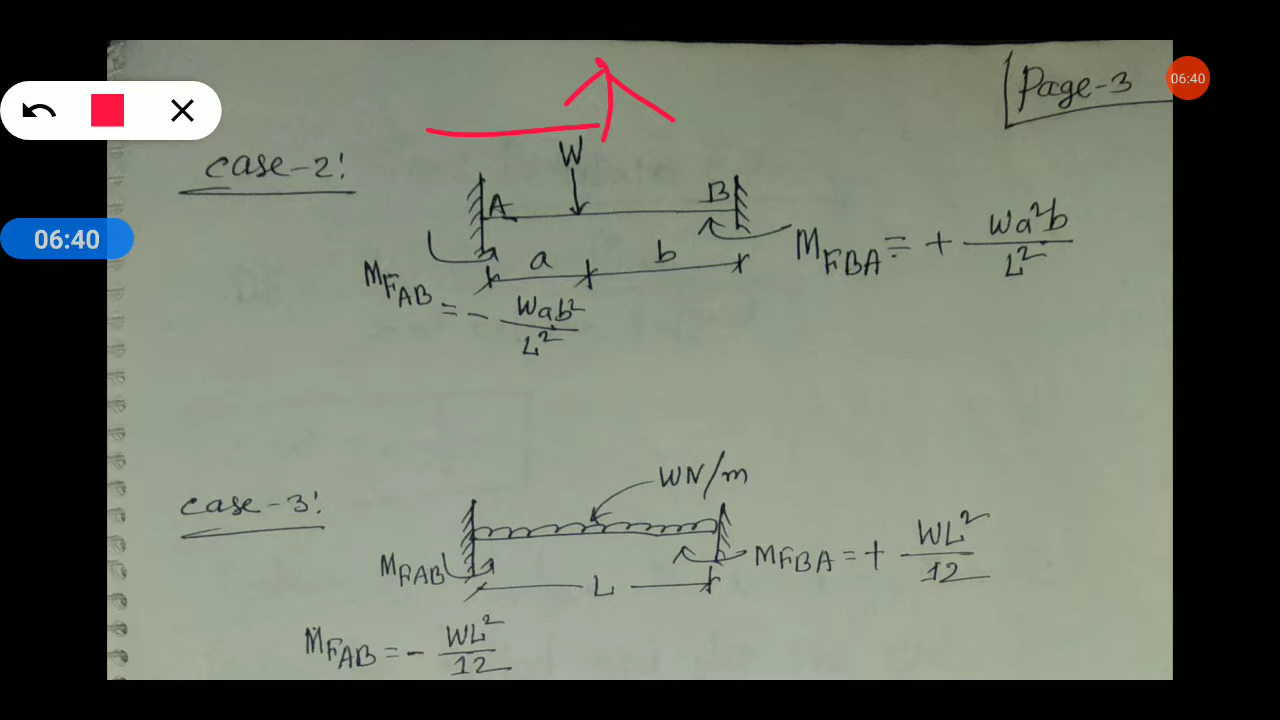 Page-3
06:40
case-2!
W
A
B
06:40
a
b
MFBA = + Wa²b / L²
MFAB = - Wab² / L²
case-3!
WN/m
MFAB
L
MFBA = + WL² / 12
MFAB = - WL² / 12